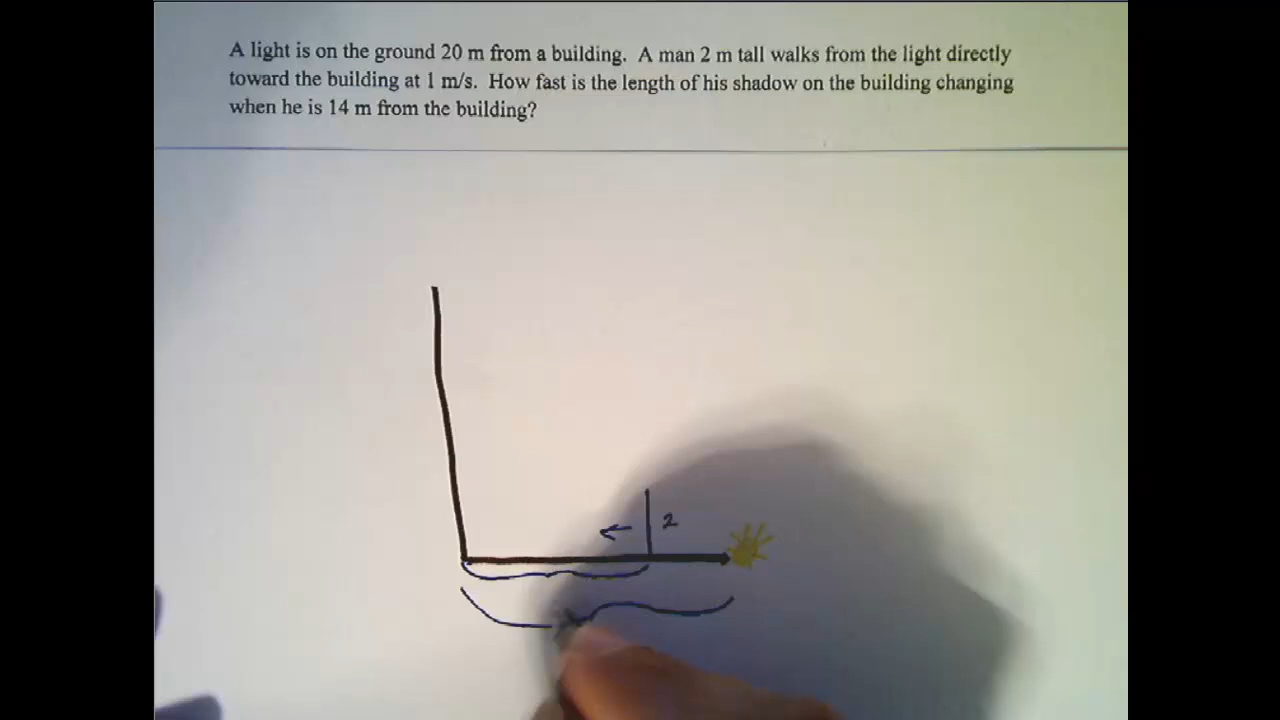 A light is on the ground 20 m from a building. A man 2 m tall walks from the light directly
toward the building at 1 m/s. How fast is the length of his shadow on the building changing
when he is 14 m from the building?
2